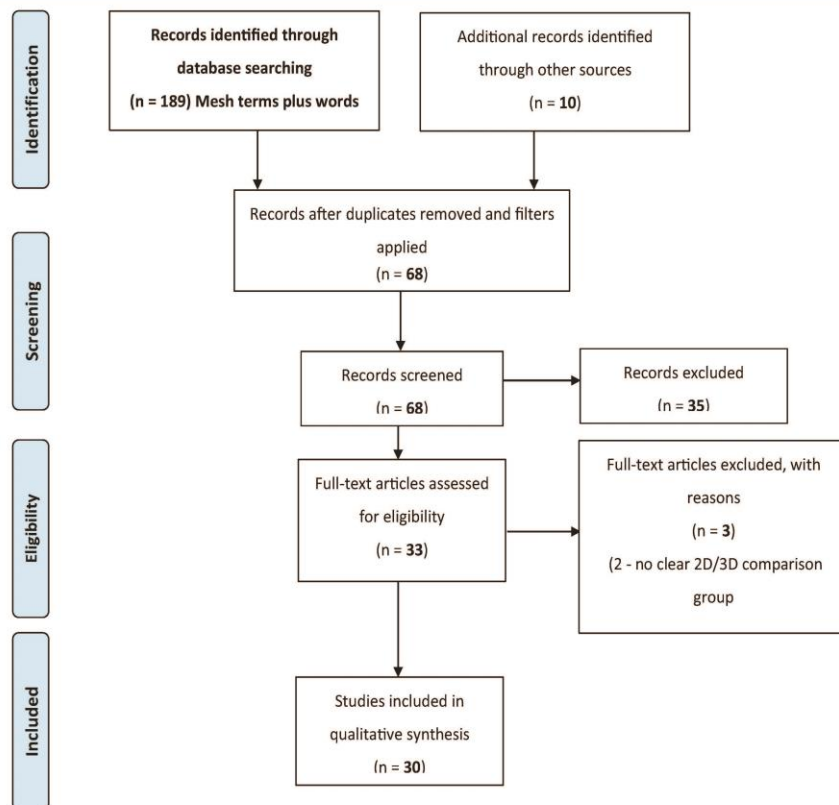 Identification
Records identified through
database searching
(n = 189) Mesh terms plus words
Additional records identified
through other sources
(n = 10)
Records after duplicates removed and filters
applied
(n = 68)
Screening
Records screened
(n = 68)
Records excluded
(n = 35)
Eligibility
Full-text articles assessed
for eligibility
(n = 33)
Full-text articles excluded, with
reasons
(n = 3)
(2 - no clear 2D/3D comparison
group
Included
Studies included in
qualitative synthesis
(n = 30)